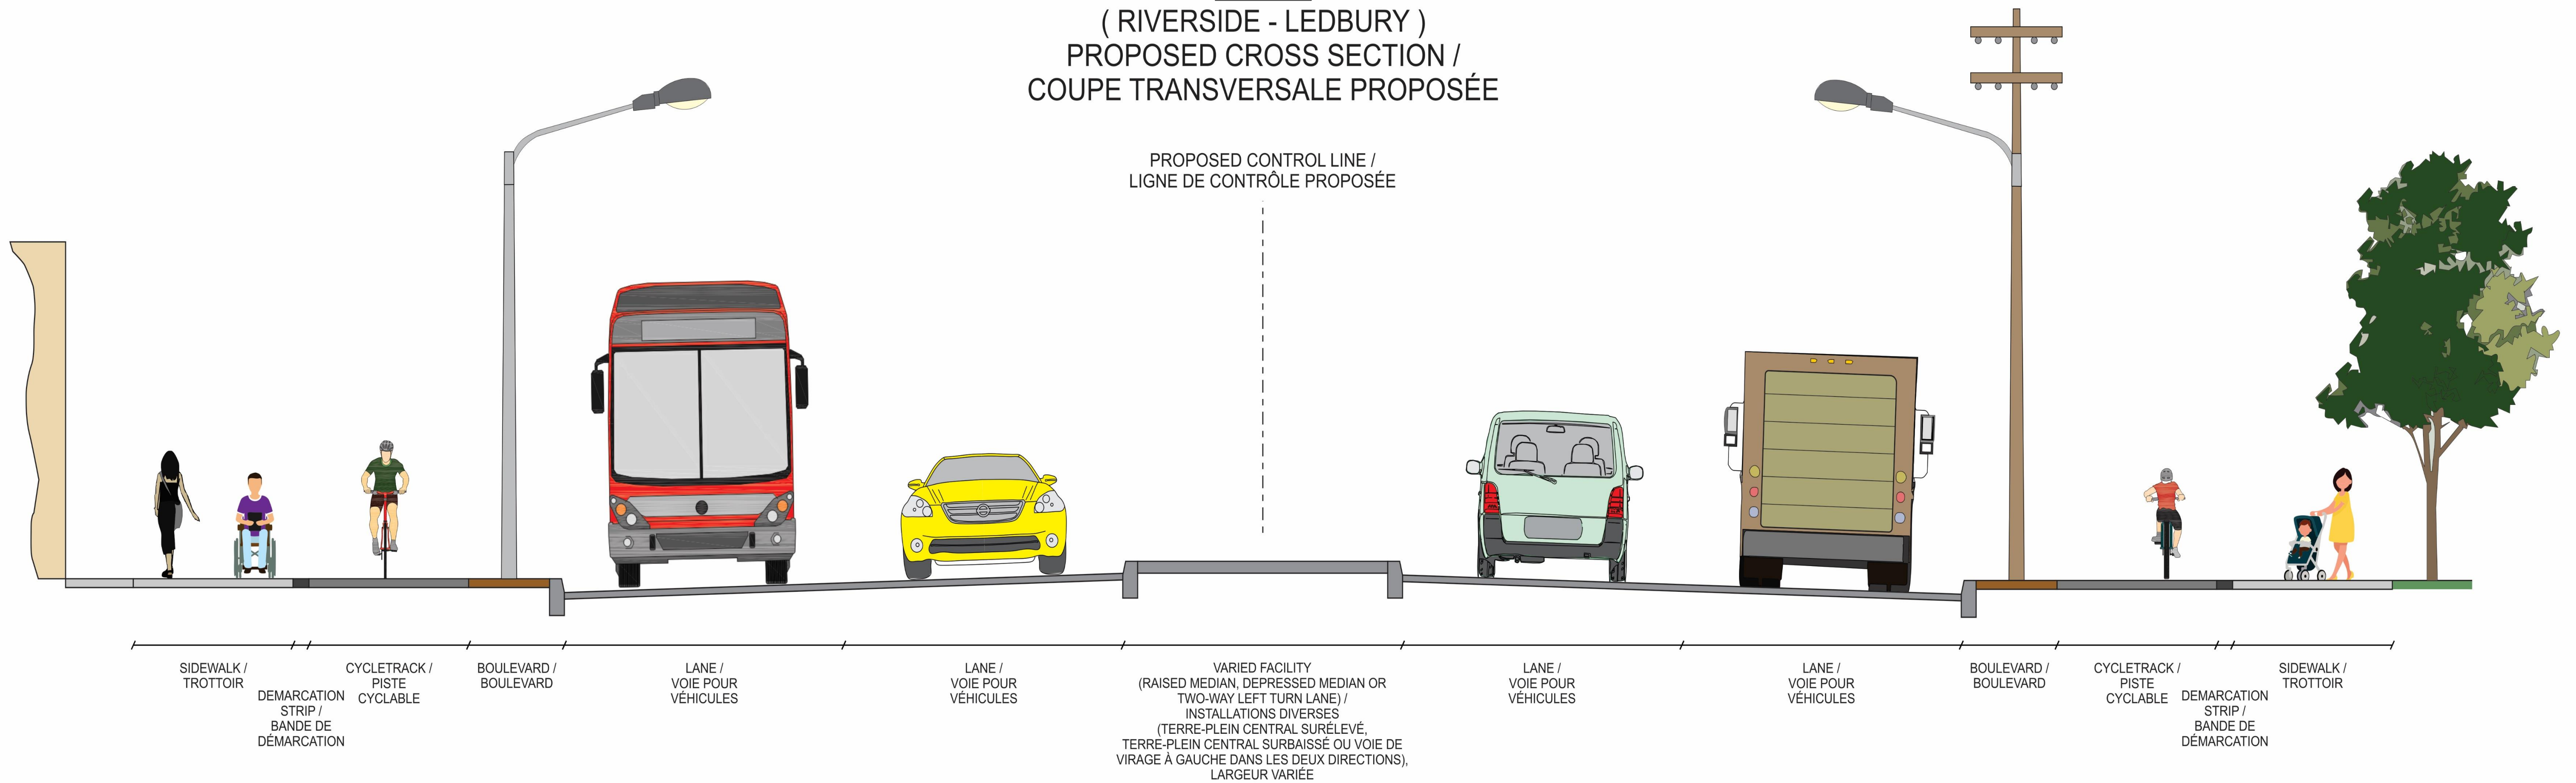 ( RIVERSIDE - LEDBURY )
PROPOSED CROSS SECTION /
COUPE TRANSVERSALE PROPOSÉE
PROPOSED CONTROL LINE /
LIGNE DE CONTRÔLE PROPOSÉE
SIDEWALK /
TROTTOIR
DEMARCATION
STRIP /
BANDE DE
DÉMARCATION
CYCLETRACK /
PISTE
CYCLABLE
BOULEVARD /
BOULEVARD
LANE /
VOIE POUR
VÉHICULES
LANE /
VOIE POUR
VÉHICULES
VARIED FACILITY
(RAISED MEDIAN, DEPRESSED MEDIAN OR
TWO-WAY LEFT TURN LANE) /
INSTALLATIONS DIVERSES
(TERRE-PLEIN CENTRAL SURÉLEVÉ,
TERRE-PLEIN CENTRAL SURBAISSÉ OU VOIE DE
VIRAGE À GAUCHE DANS LES DEUX DIRECTIONS),
LARGEUR VARIÉE
LANE /
VOIE POUR
VÉHICULES
LANE /
VOIE POUR
VÉHICULES
BOULEVARD /
BOULEVARD
CYCLETRACK /
PISTE
CYCLABLE
DEMARCATION
STRIP /
BANDE DE
DÉMARCATION
SIDEWALK /
TROTTOIR